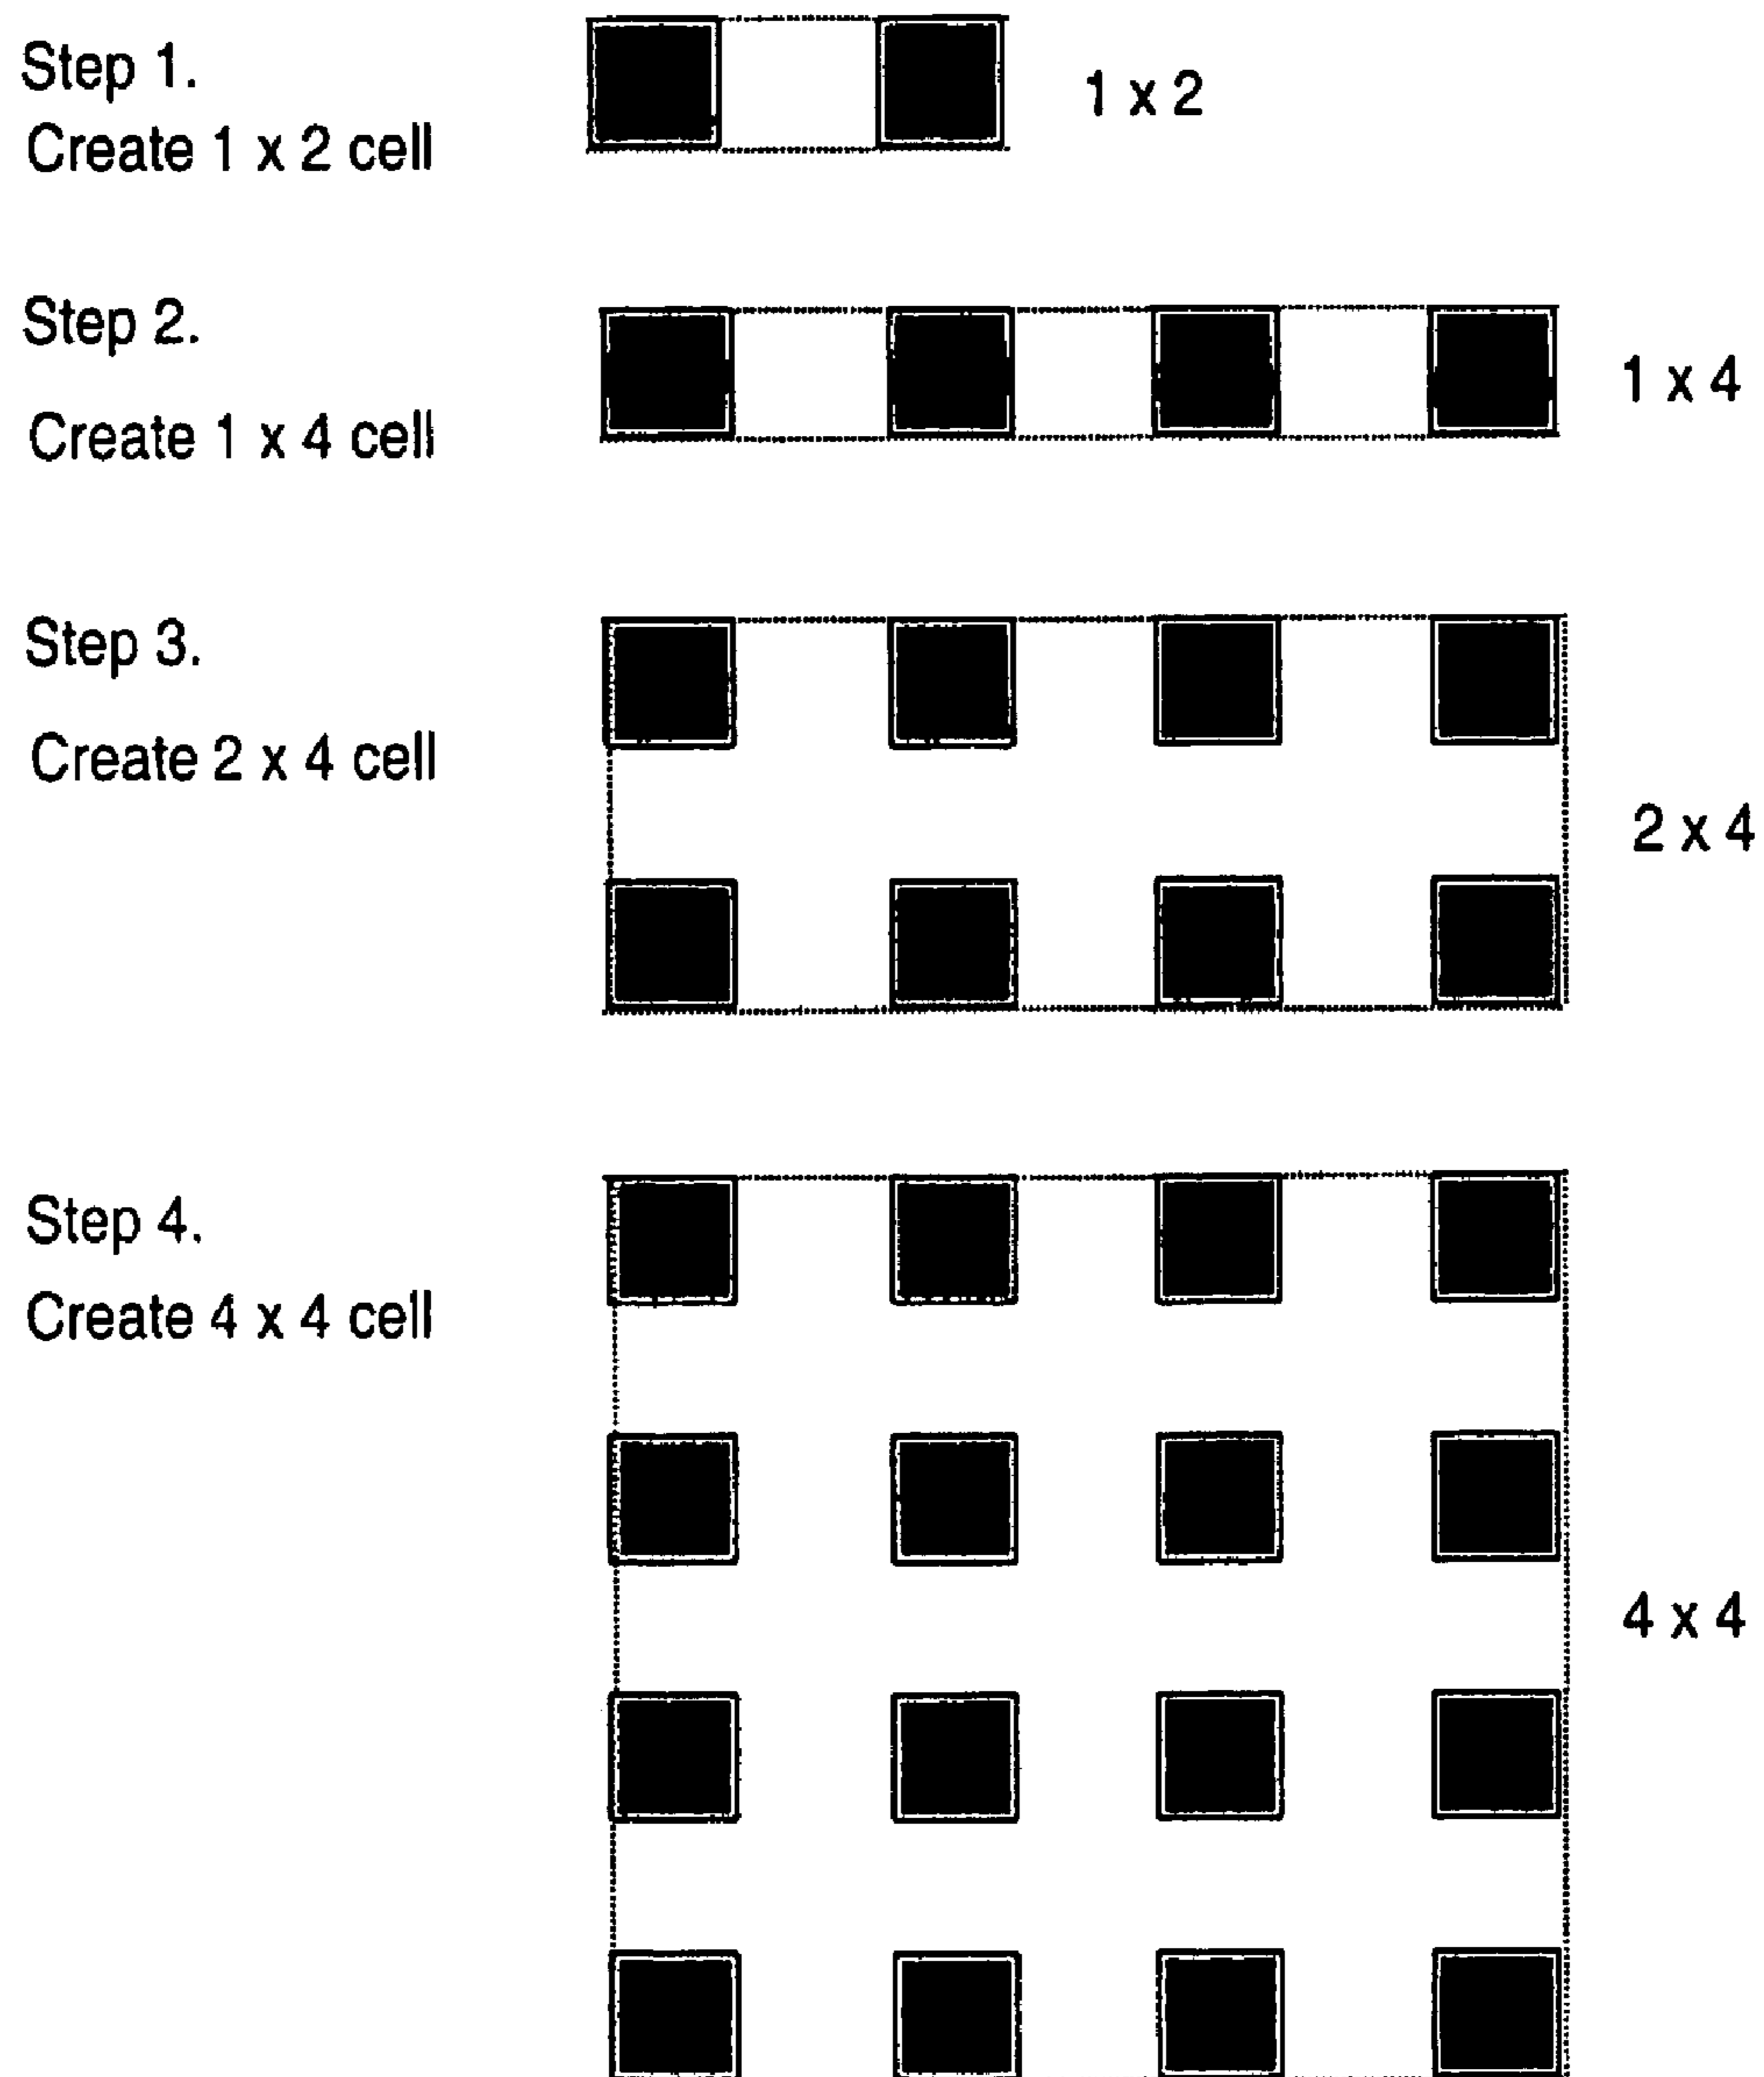 Step 1.
Create 1 x 2 cell
1 x 2
Step 2.
Create 1 x 4 cell
1 x 4
Step 3.
Create 2 x 4 cell
2 x 4
Step 4.
Create 4 x 4 cell
4 x 4